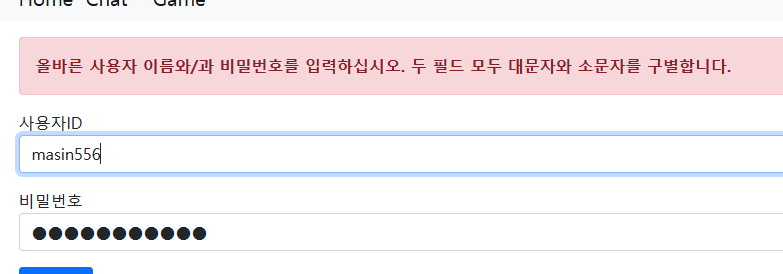 Home Chat Game
올바른 사용자 이름와/과 비밀번호를 입력하십시오. 두 필드 모두 대문자와 소문자를 구별합니다.
사용자ID
masin556
비밀번호
●●●●●●●●●●●